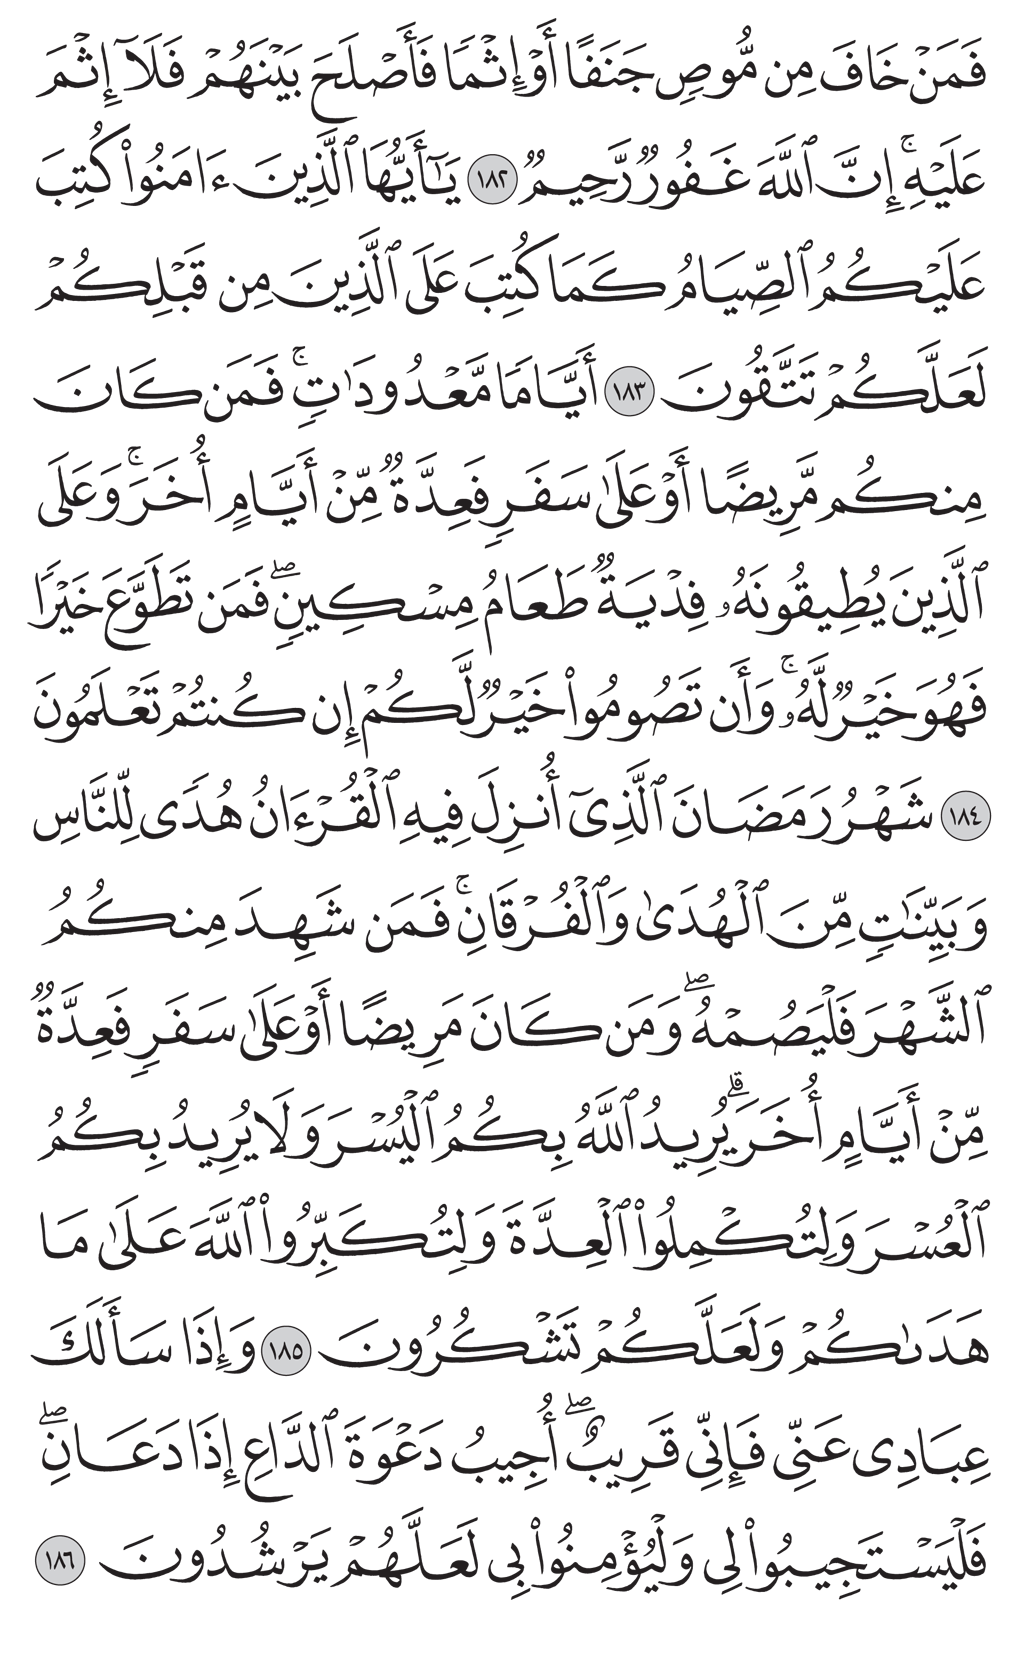 فَمَنْ خَافَ مِن مُّوصٍ جَنَفًا أَوْ إِثْمًا فَأَصْلَحَ بَيْنَهُمْ فَلَآ إِثْمَ
عَلَيْهِ ۚ إِنَّ ٱللَّهَ غَفُورٌ رَّحِيمٌ ١٨٢ يَـٰٓأَيُّهَا ٱلَّذِينَ ءَامَنُوا۟ كُتِبَ
عَلَيْكُمُ ٱلصِّيَامُ كَمَا كُتِبَ عَلَى ٱلَّذِينَ مِن قَبْلِكُمْ
لَعَلَّكُمْ تَتَّقُونَ ١٨٣ أَيَّامًا مَّعْدُودَٰتٍ ۚ فَمَن كَانَ
مِنكُم مَّرِيضًا أَوْ عَلَىٰ سَفَرٍ فَعِدَّةٌ مِّنْ أَيَّامٍ أُخَرَ ۚ وَعَلَى
ٱلَّذِينَ يُطِيقُونَهُۥ فِدْيَةٌ طَعَامُ مِسْكِينٍ ۖ فَمَن تَطَوَّعَ خَيْرًا
فَهُوَ خَيْرٌ لَّهُۥ ۚ وَأَن تَصُومُوا۟ خَيْرٌ لَّكُمْ إِن كُنتُمْ تَعْلَمُونَ
١٨٤ شَهْرُ رَمَضَانَ ٱلَّذِىٓ أُنزِلَ فِيهِ ٱلْقُرْءَانُ هُدًى لِّلنَّاسِ
وَبَيِّنَـٰتٍ مِّنَ ٱلْهُدَىٰ وَٱلْفُرْقَانِ ۚ فَمَن شَهِدَ مِنكُمُ
ٱلشَّهْرَ فَلْيَصُمْهُ ۖ وَمَن كَانَ مَرِيضًا أَوْ عَلَىٰ سَفَرٍ فَعِدَّةٌ
مِّنْ أَيَّامٍ أُخَرَ ۗ يُرِيدُ ٱللَّهُ بِكُمُ ٱلْيُسْرَ وَلَا يُرِيدُ بِكُمُ
ٱلْعُسْرَ وَلِتُكْمِلُوا۟ ٱلْعِدَّةَ وَلِتُكَبِّرُوا۟ ٱللَّهَ عَلَىٰ مَا
هَدَىٰكُمْ وَلَعَلَّكُمْ تَشْكُرُونَ ١٨٥ وَإِذَا سَأَلَكَ
عِبَادِى عَنِّى فَإِنِّى قَرِيبٌ ۖ أُجِيبُ دَعْوَةَ ٱلدَّاعِ إِذَا دَعَانِ ۖ
فَلْيَسْتَجِيبُوا۟ لِى وَلْيُؤْمِنُوا۟ بِى لَعَلَّهُمْ يَرْشُدُونَ ١٨٦